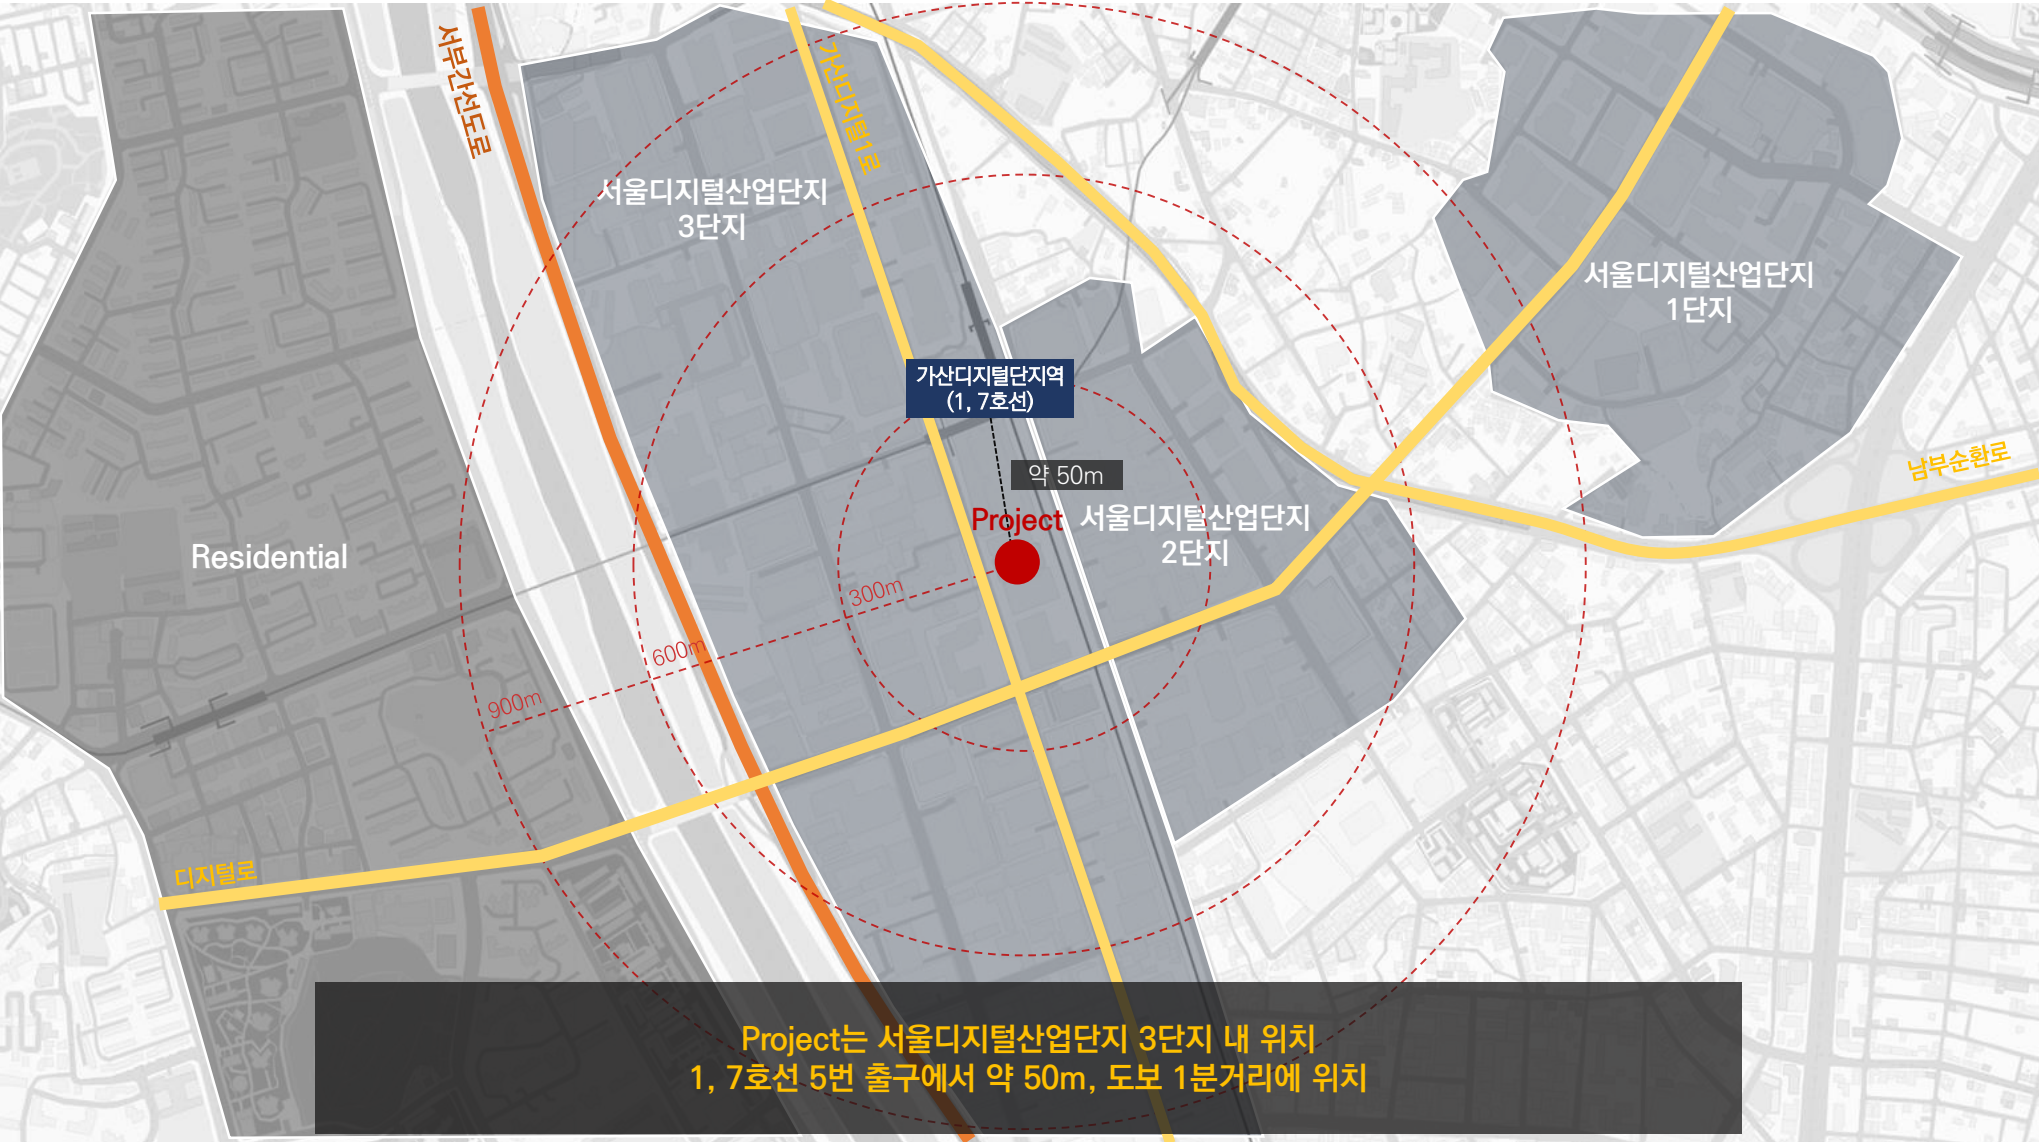 서부간선도로
가산디지털1로
서울디지털산업단지
3단지
서울디지털산업단지
1단지
가산디지털단지역
(1, 7호선)
남부순환로
약 50m
Project
서울디지털산업단지
2단지
Residential
300m
600m
900m
디지털로
Project는 서울디지털산업단지 3단지 내 위치
1, 7호선 5번 출구에서 약 50m, 도보 1분거리에 위치